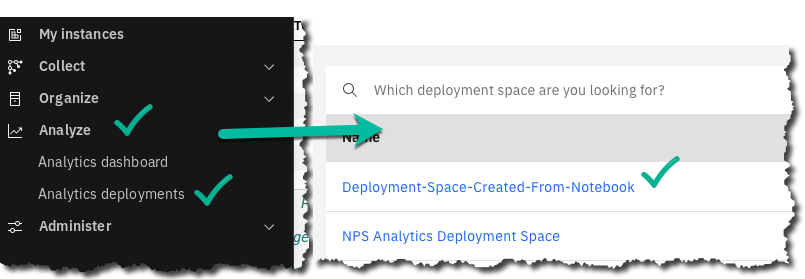 My instances
Collect
Organize
Analyze
Analytics dashboard
Analytics deployments
Administer
Which deployment space are you looking for?
Name
Deployment-Space-Created-From-Notebook
NPS Analytics Deployment Space